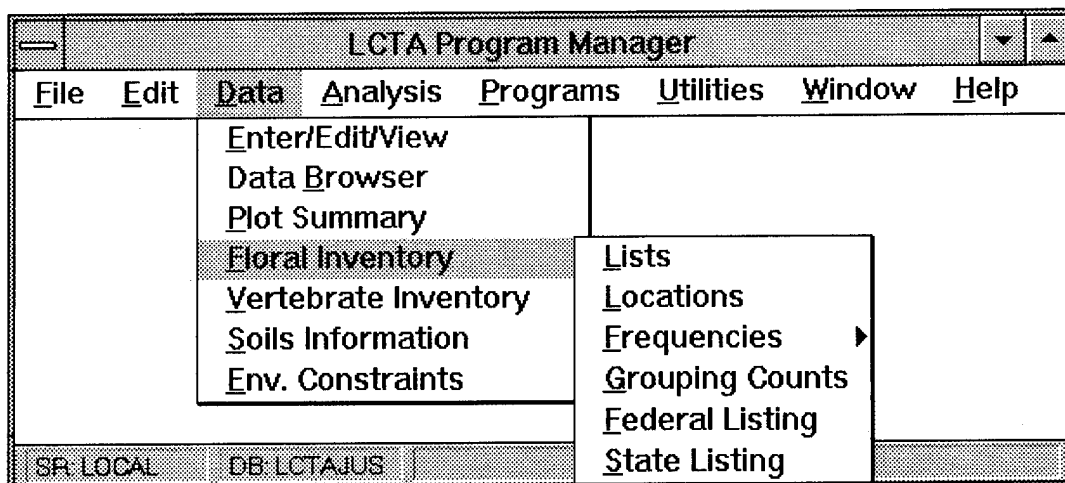 LCTA Program Manager
File Edit Data Analysis Programs Utilities Window Help
Enter/Edit/View
Data Browser
Plot Summary
Floral Inventory
Vertebrate Inventory
Soils Information
Env. Constraints
Lists
Locations
Frequencies
Grouping Counts
Federal Listing
State Listing
SR: LOCAL DB: LCTAJUS